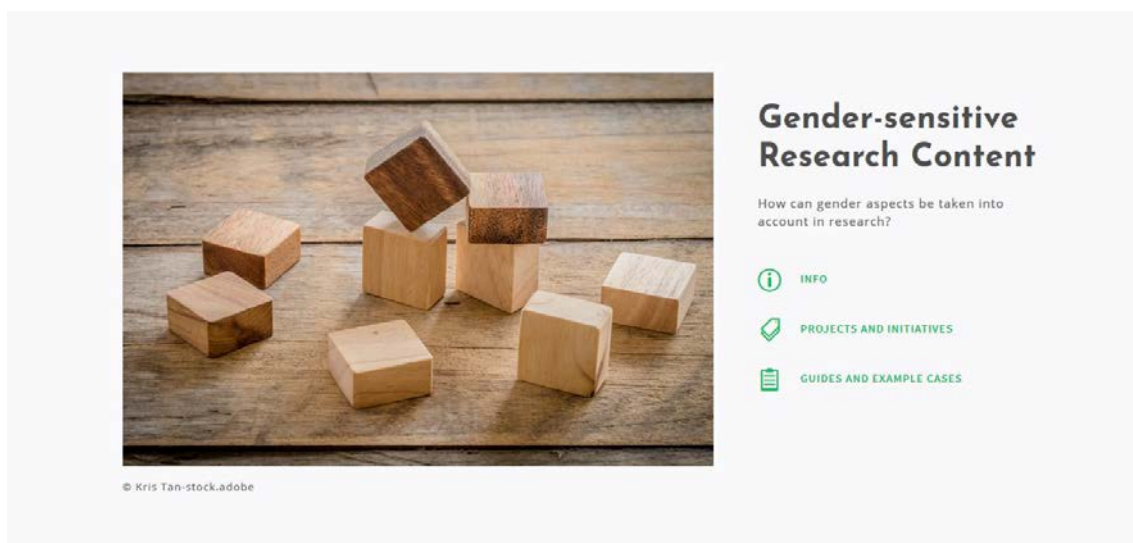 Gender-sensitive
Research Content
How can gender aspects be taken into
account in research?
INFO
PROJECTS AND INITIATIVES
GUIDES AND EXAMPLE CASES
© Kris Tan-stock.adobe